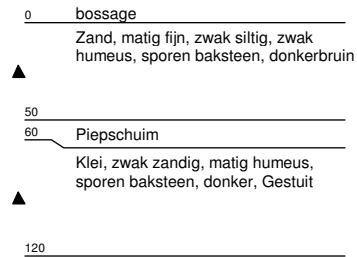 0 bossage
Zand, matig fijn, zwak siltig, zwak
humeus, sporen baksteen, donkerbruin
50
60 Piepschuim
Klei, zwak zandig, matig humeus,
sporen baksteen, donker, Gestuit
120